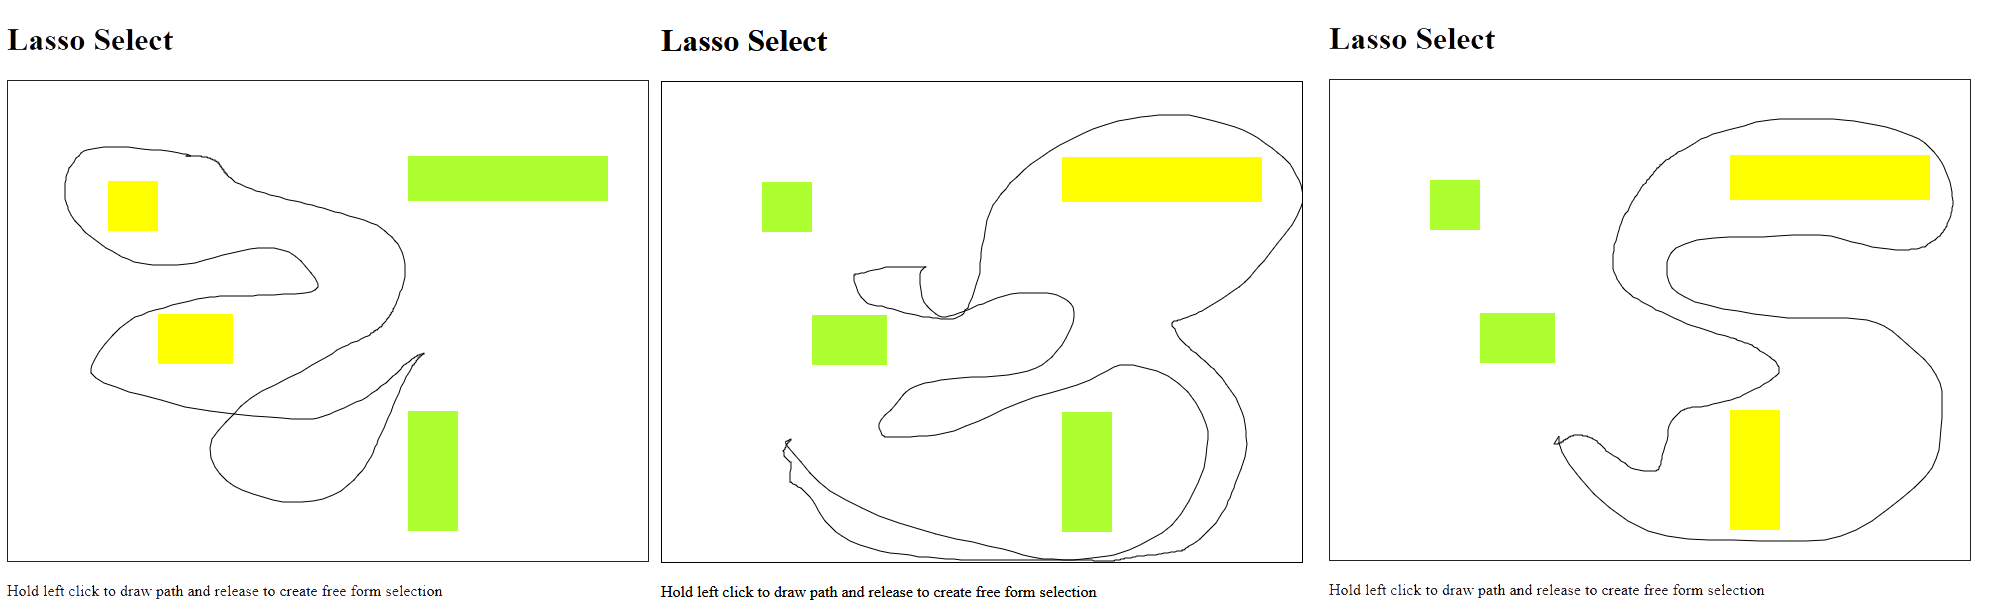 Lasso Select
Hold left click to draw path and release to create free form selection
Lasso Select
Hold left click to draw path and release to create free form selection
Lasso Select
Hold left click to draw path and release to create free form selection